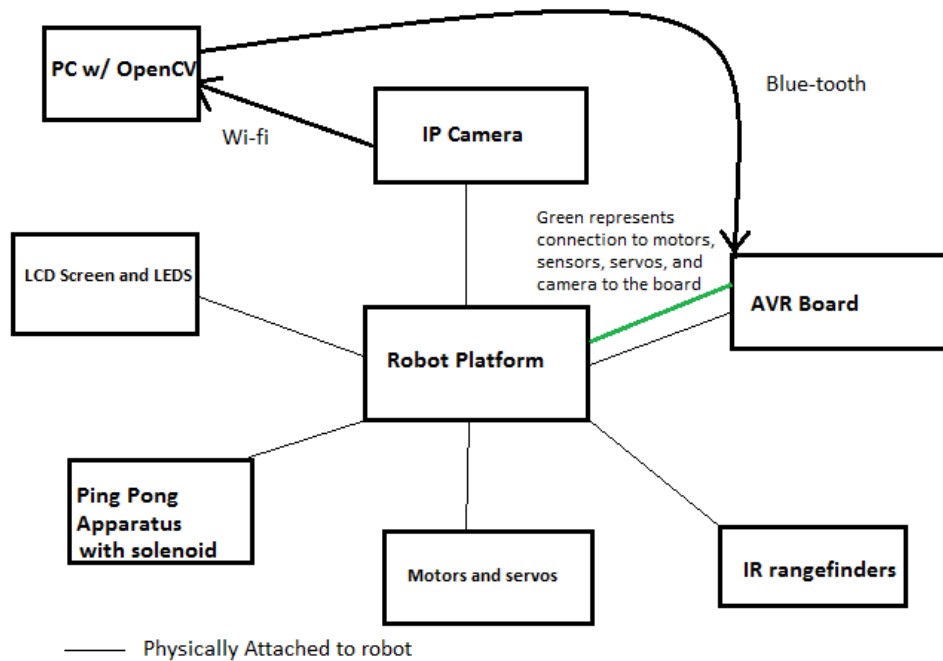 PC w/ OpenCV
Blue-tooth
Wi-fi
IP Camera
Green represents
connection to motors,
sensors, servos, and
camera to the board
LCD Screen and LEDS
AVR Board
Robot Platform
Ping Pong
Apparatus
with solenoid
Motors and servos
IR rangefinders
Physically Attached to robot